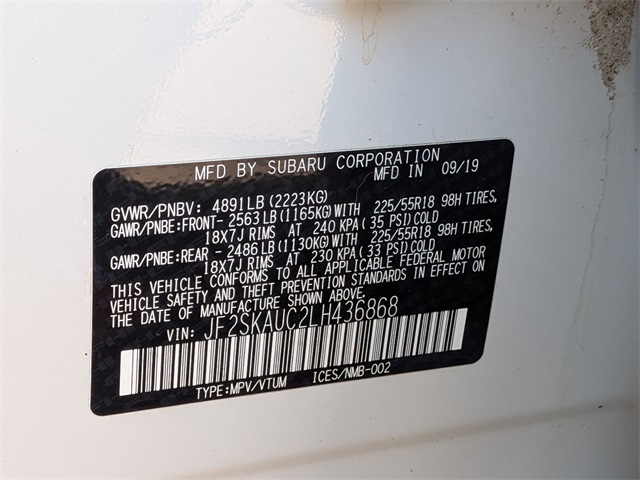 MFD BY SUBARU CORPORATION MFD IN 09/19
GVWR/PNBV: 4891LB(2223KG)
GAWR/PNBE:FRONT- 2563LB(1165KG)WITH 225/55R18 98H TIRES,
18X7J RIMS AT 240 KPA(35 PSI)COLD
GAWR/PNBE:REAR - 2486LB(1130KG)WITH 225/55R18 98H TIRES,
18X7J RIMS AT 230 KPA(33 PSI)COLD
THIS VEHICLE CONFORMS TO ALL APPLICABLE FEDERAL MOTOR
VEHICLE SAFETY AND THEFT PREVENTION STANDARDS IN EFFECT ON
THE DATE OF MANUFACTURE SHOWN ABOVE.
VIN: JF2SKAUC2LH436868
TYPE:MPV/VTUM ICES/NMB-002